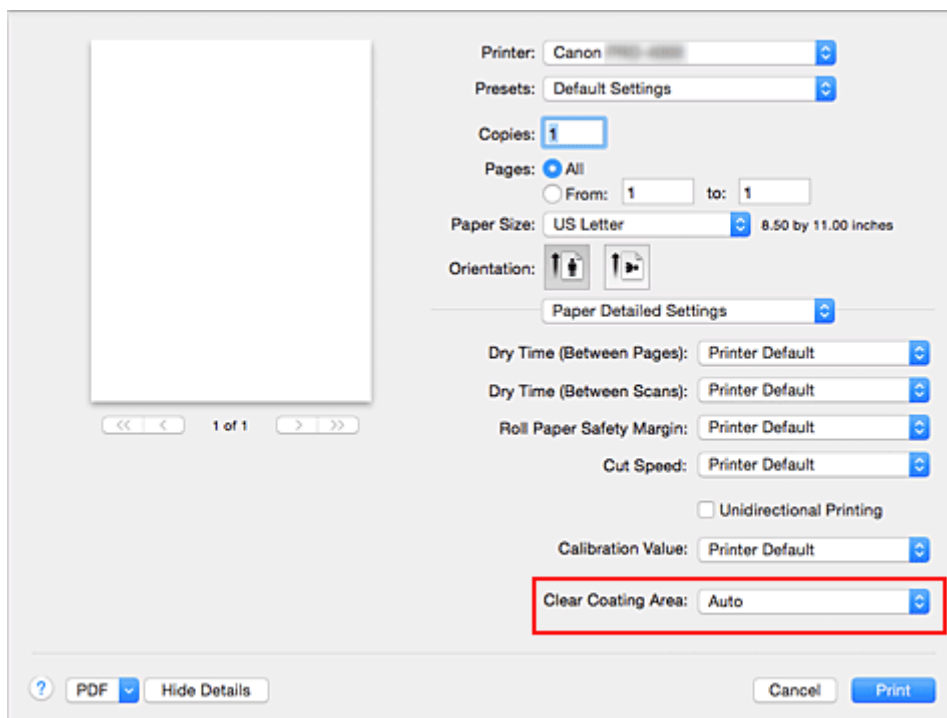 Printer: Canon
Presets: Default Settings
Copies: 1
Pages: All
From: 1 to: 1
Paper Size: US Letter 8.50 by 11.00 inches
Orientation:
Paper Detailed Settings
Dry Time (Between Pages): Printer Default
Dry Time (Between Scans): Printer Default
1 of 1
Roll Paper Safety Margin: Printer Default
Cut Speed: Printer Default
Unidirectional Printing
Calibration Value: Printer Default
Clear Coating Area: Auto
? PDF Hide Details Cancel Print